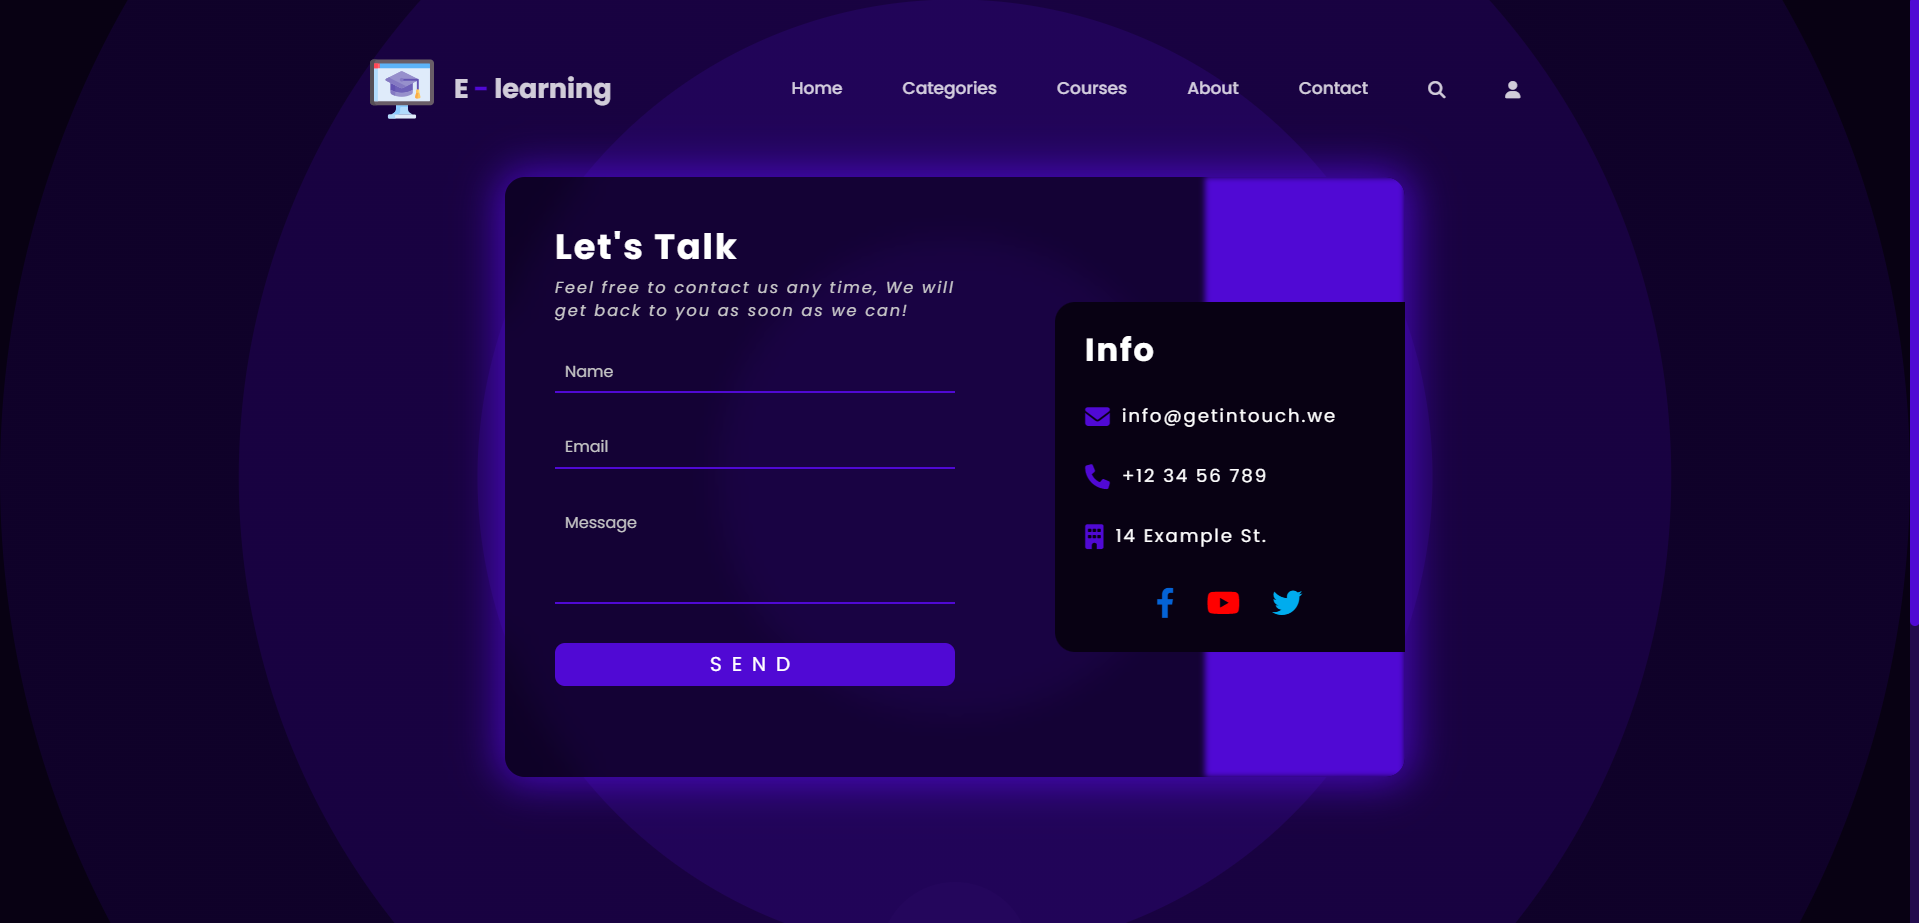 E - learning
Home Categories Courses About Contact
Let's Talk
Feel free to contact us any time, We will
get back to you as soon as we can!
Name
Email
Message
SEND
Info
info@getintouch.we
+12 34 56 789
14 Example St.